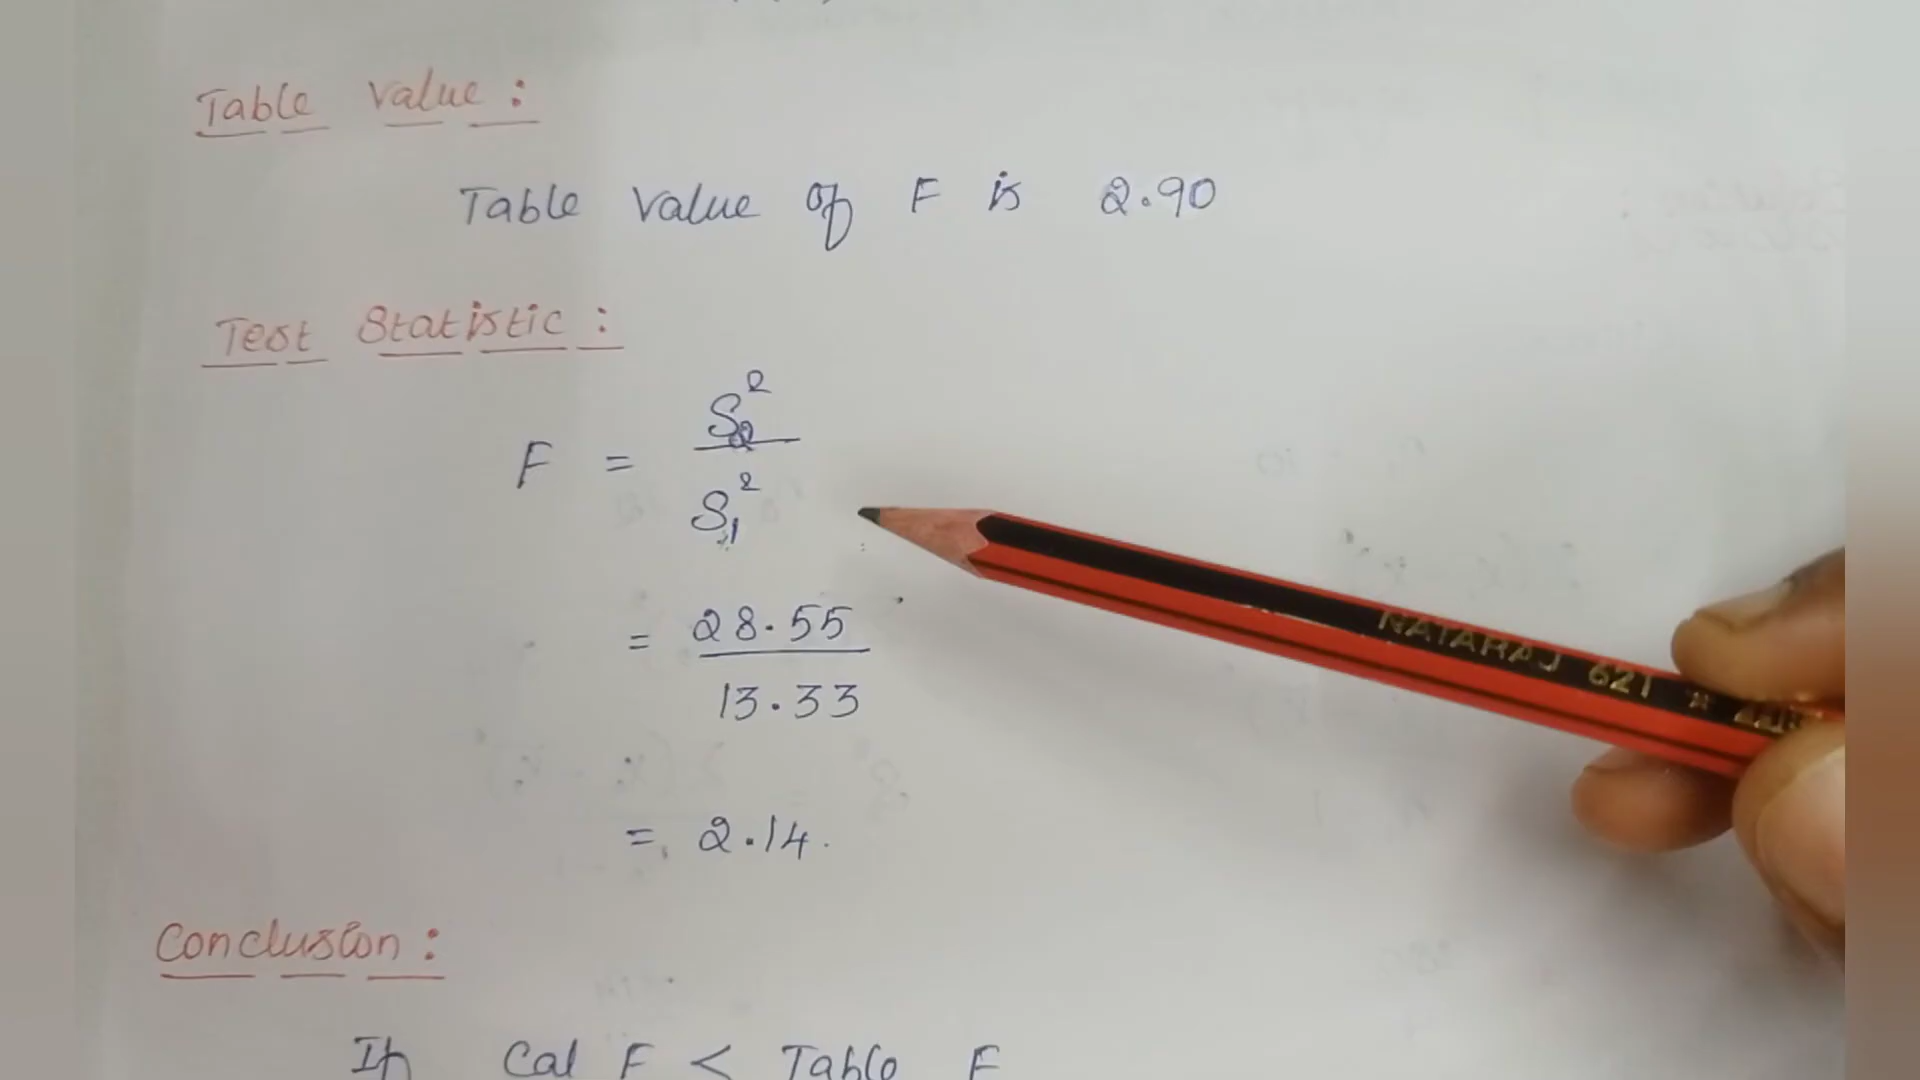 Table Value :
Table Value of F is 2.90
Test Statistic :
F = S₂² / S₁²
= 28.55 / 13.33
= 2.14.
NATARAJ 621
Conclusion :
If Cal F < Table F